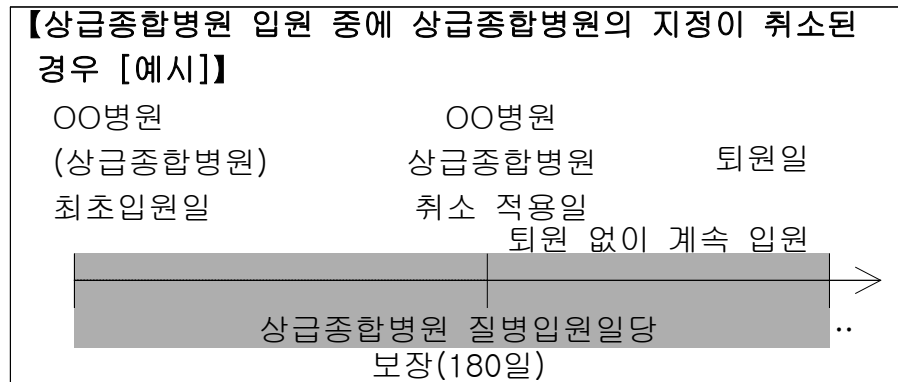 【상급종합병원 입원 중에 상급종합병원의 지정이 취소된
경우 [예시]】
OO병원 OO병원
(상급종합병원) 상급종합병원 퇴원일
최초입원일 취소 적용일
퇴원 없이 계속 입원
상급종합병원 질병입원일당 ..
보장(180일)